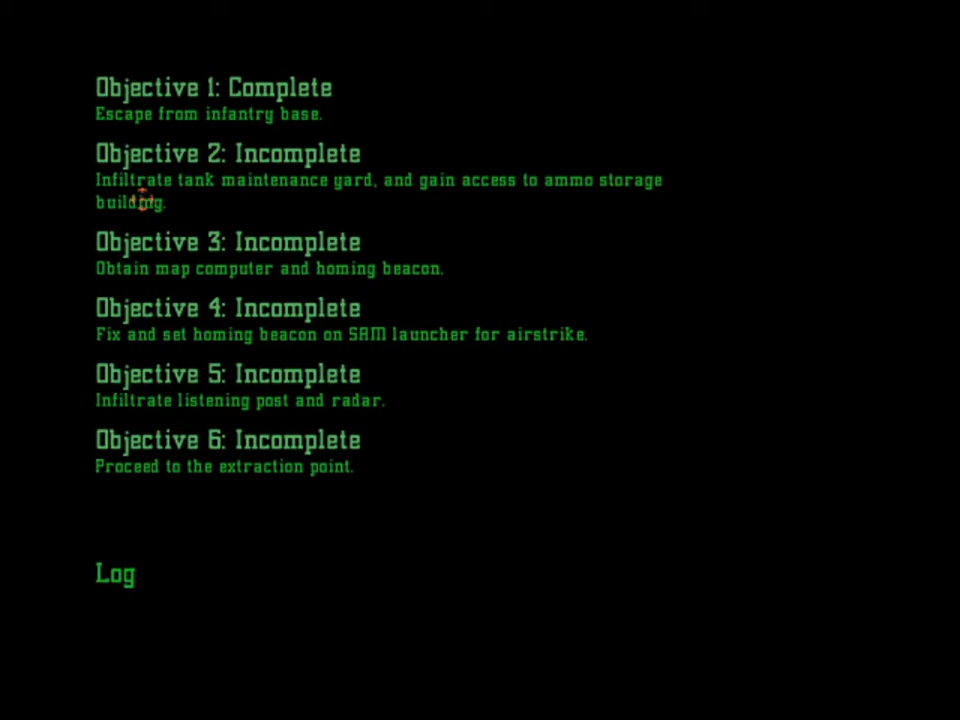 Objective 1: Complete
Escape from infantry base.
Objective 2: Incomplete
Infiltrate tank maintenance yard, and gain access to ammo storage
building.
Objective 3: Incomplete
Obtain map computer and homing beacon.
Objective 4: Incomplete
Fix and set homing beacon on SAM launcher for airstrike.
Objective 5: Incomplete
Infiltrate listening post and radar.
Objective 6: Incomplete
Proceed to the extraction point.
Log